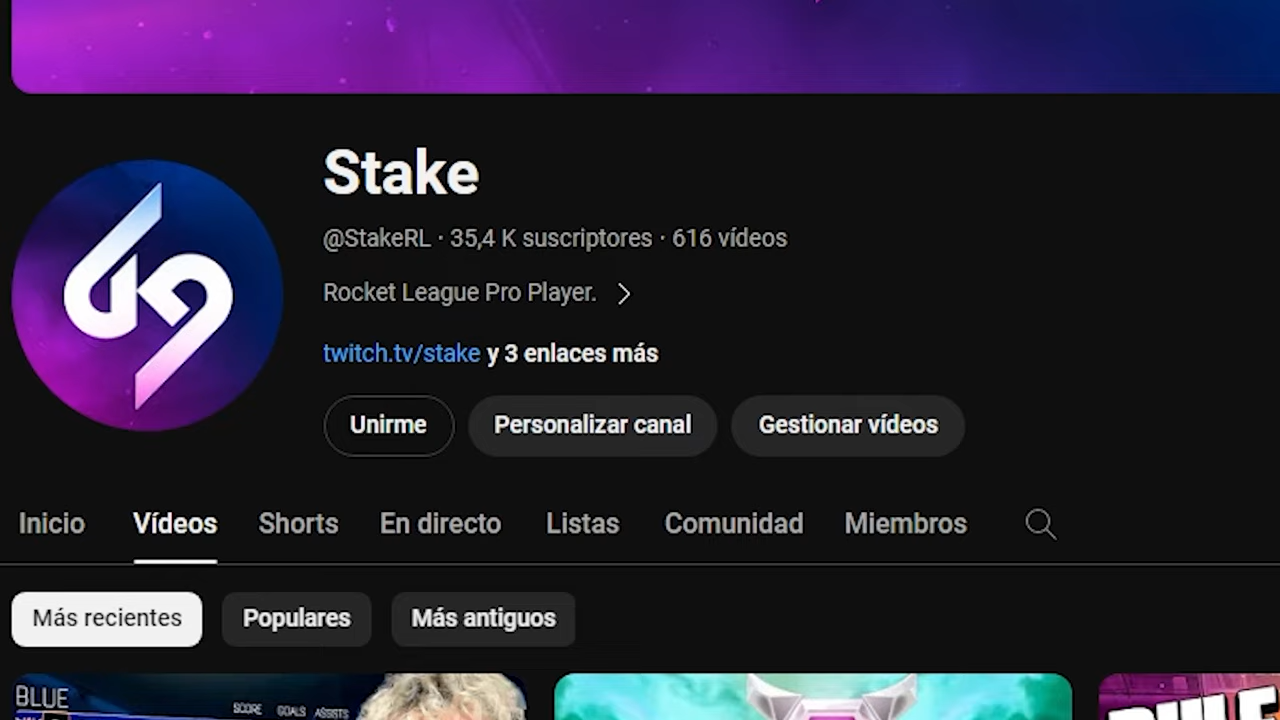 Stake
@StakeRL · 35,4 K suscriptores · 616 vídeos
Rocket League Pro Player.
twitch.tv/stake y 3 enlaces más
Unirme Personalizar canal Gestionar vídeos
Inicio Vídeos Shorts En directo Listas Comunidad Miembros
Más recientes Populares Más antiguos
BLUE SCORE GOALS ASSISTS